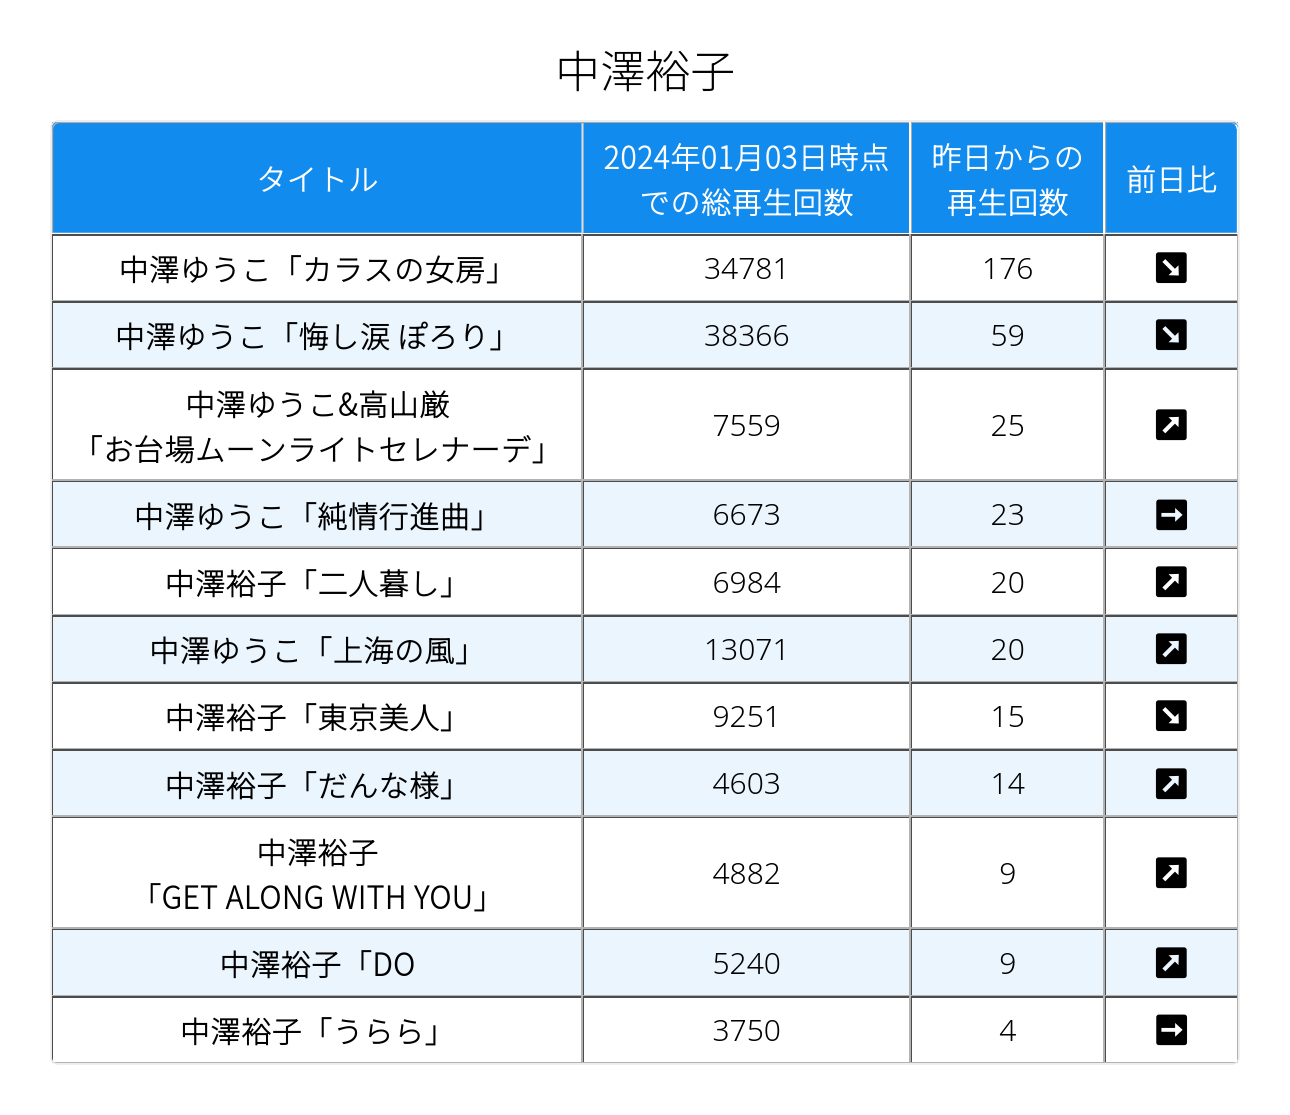 中澤裕子
タイトル
2024年01月03日時点
での総再生回数
昨日からの
再生回数
前日比
中澤ゆうこ「カラスの女房」 34781 176 ↘
中澤ゆうこ「悔し涙 ぽろり」 38366 59 ↘
中澤ゆうこ&高山厳
「お台場ムーンライトセレナーデ」 7559 25 ↗
中澤ゆうこ「純情行進曲」 6673 23 →
中澤裕子「二人暮し」 6984 20 ↗
中澤ゆうこ「上海の風」 13071 20 ↗
中澤裕子「東京美人」 9251 15 ↘
中澤裕子「だんな様」 4603 14 ↗
中澤裕子
「GET ALONG WITH YOU」 4882 9 ↗
中澤裕子「DO 5240 9 ↗
中澤裕子「うらら」 3750 4 →